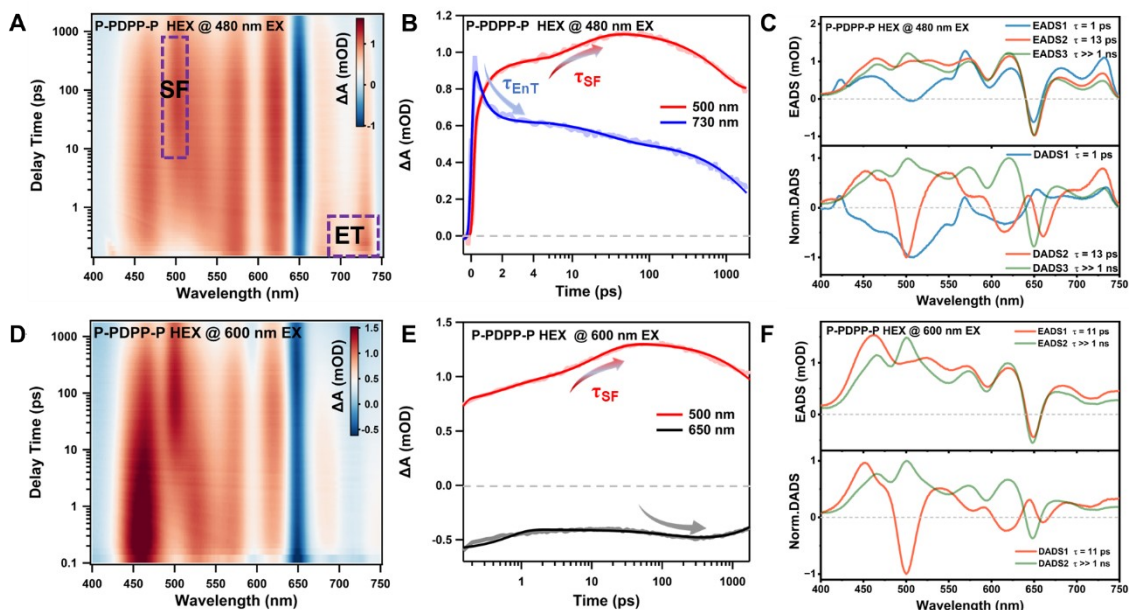 A
P-PDPP-P HEX @ 480 nm EX
SF
ET
ΔA (mOD)
1
0
-1
Delay Time (ps)
1000
100
10
1
400 450 500 550 600 650 700 750
Wavelength (nm)
B
P-PDPP-P HEX @ 480 nm EX
τEnT
τSF
500 nm
730 nm
ΔA (mOD)
1.2
1.0
0.8
0.6
0.4
0.2
0.0
0 2 4 10 100 1000
Time (ps)
C
P-PDPP-P HEX @ 480 nm EX
EADS1 τ = 1 ps
EADS2 τ = 13 ps
EADS3 τ >> 1 ns
EADS (mOD)
2
1
0
-1
DADS1 τ = 1 ps
DADS2 τ = 13 ps
DADS3 τ >> 1 ns
Norm.DADS
1
0
-1
400 450 500 550 600 650 700 750
Wavelength (nm)
D
P-PDPP-P HEX @ 600 nm EX
ΔA (mOD)
1.5
1.0
0.5
0.0
-0.5
Delay Time (ps)
1000
100
10
1
0.1
400 450 500 550 600 650 700 750
Wavelength (nm)
E
P-PDPP-P HEX @ 600 nm EX
τSF
500 nm
650 nm
ΔA (mOD)
1.5
1.0
0.5
0.0
-0.5
1 10 100 1000
Time (ps)
F
P-PDPP-P HEX @ 600 nm EX
EADS1 τ = 11 ps
EADS2 τ >> 1 ns
EADS (mOD)
2
1
0
-1
DADS1 τ = 11 ps
DADS2 τ >> 1 ns
Norm.DADS
1
0
-1
400 450 500 550 600 650 700 750
Wavelength (nm)